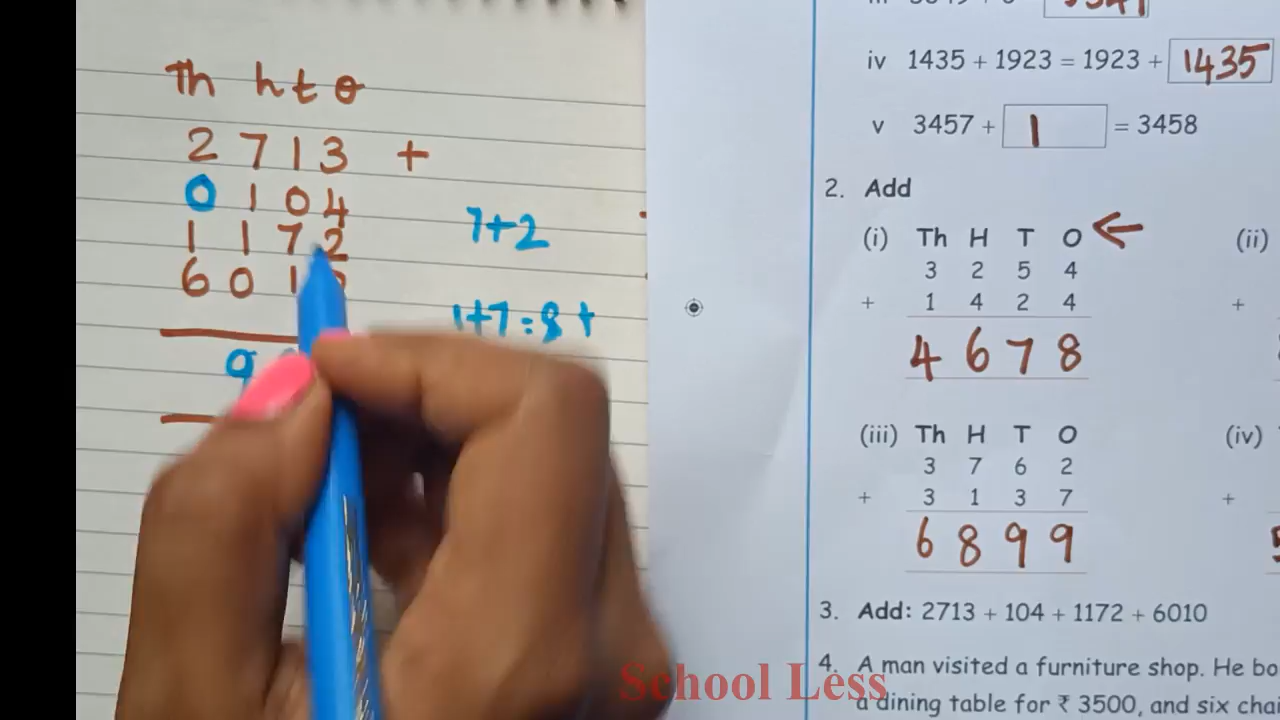 Th h t o
2 7 1 3 +
0 1 0 4
1 1 7 2
6 0 1
9
7+2
1+7=8+
iv 1435 + 1923 = 1923 + 1435
v 3457 + 1 = 3458
2. Add
(i) Th H T O ← (ii)
3 2 5 4
+ 1 4 2 4 +
4 6 7 8
(iii) Th H T O (iv)
3 7 6 2
+ 3 1 3 7 +
6 8 9 9
3. Add: 2713 + 104 + 1172 + 6010
4. A man visited a furniture shop. He bo
a dining table for ₹ 3500, and six chai
School Less